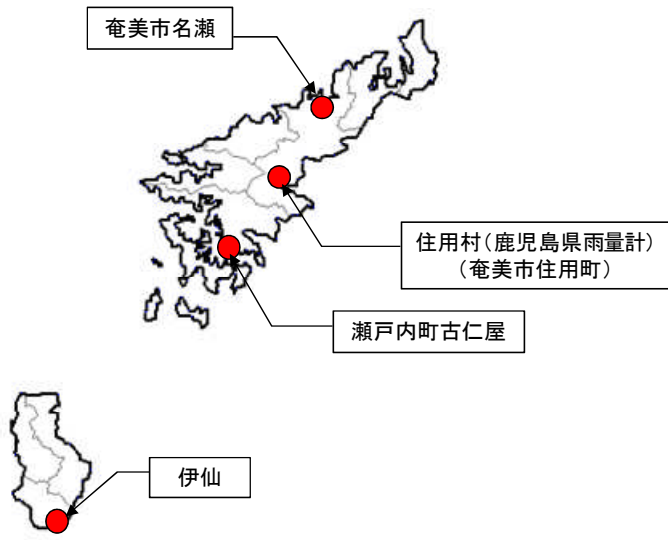 奄美市名瀬
住用村（鹿児島県雨量計）
（奄美市住用町）
瀬戸内町古仁屋
伊仙